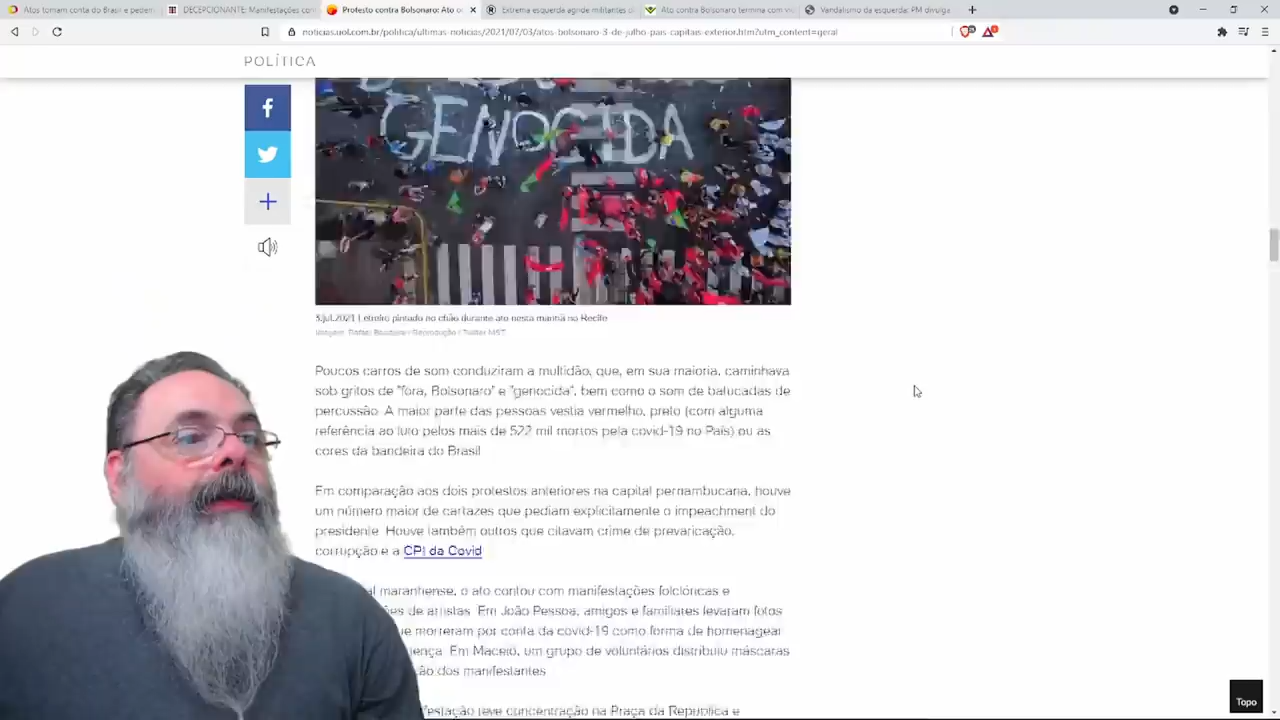 Atos tomam conta do Brasil e pedem
DECEPCIONANTE: Manifestações com
Protesto contra Bolsonaro: Ato o
Extrema esquerda agride militantes d
Ato contra Bolsonaro termina com v
Vandalismo da esquerda: PM divulga
noticias.uol.com.br/politica/ultimas-noticias/2021/07/03/atos-bolsonaro-3-de-julho-pais-capitais-exterior.htm?utm_content=geral
POLÍTICA
GENOCIDA
3.jul.2021 | Letreiro pintado no chão durante ato nesta manhã no Recife
Imagem: Reprodução / Twitter MST
Poucos carros de som conduziram a multidão, que, em sua maioria, caminhava
sob gritos de "fora, Bolsonaro" e "genocida", bem como o som de batucadas de
percussão. A maior parte das pessoas vestia vermelho, preto (com alguma
referência ao luto pelos mais de 522 mil mortos pela covid-19 no País) ou as
cores da bandeira do Brasil
Em comparação aos dois protestos anteriores na capital pernambucana, houve
um número maior de cartazes que pediam explicitamente o impeachment do
presidente. Houve também outros que citavam crime de prevaricação,
corrupção e a CPI da Covid
al maranhense, o ato contou com manifestações folclóricas e
ões de artistas. Em João Pessoa, amigos e familiares levaram fotos
ue morreram por conta da covid-19 como forma de homenagear
ença. Em Maceió, um grupo de voluntários distribuiu máscaras
ção dos manifestantes
festação teve concentração na Praça da República e
Topo